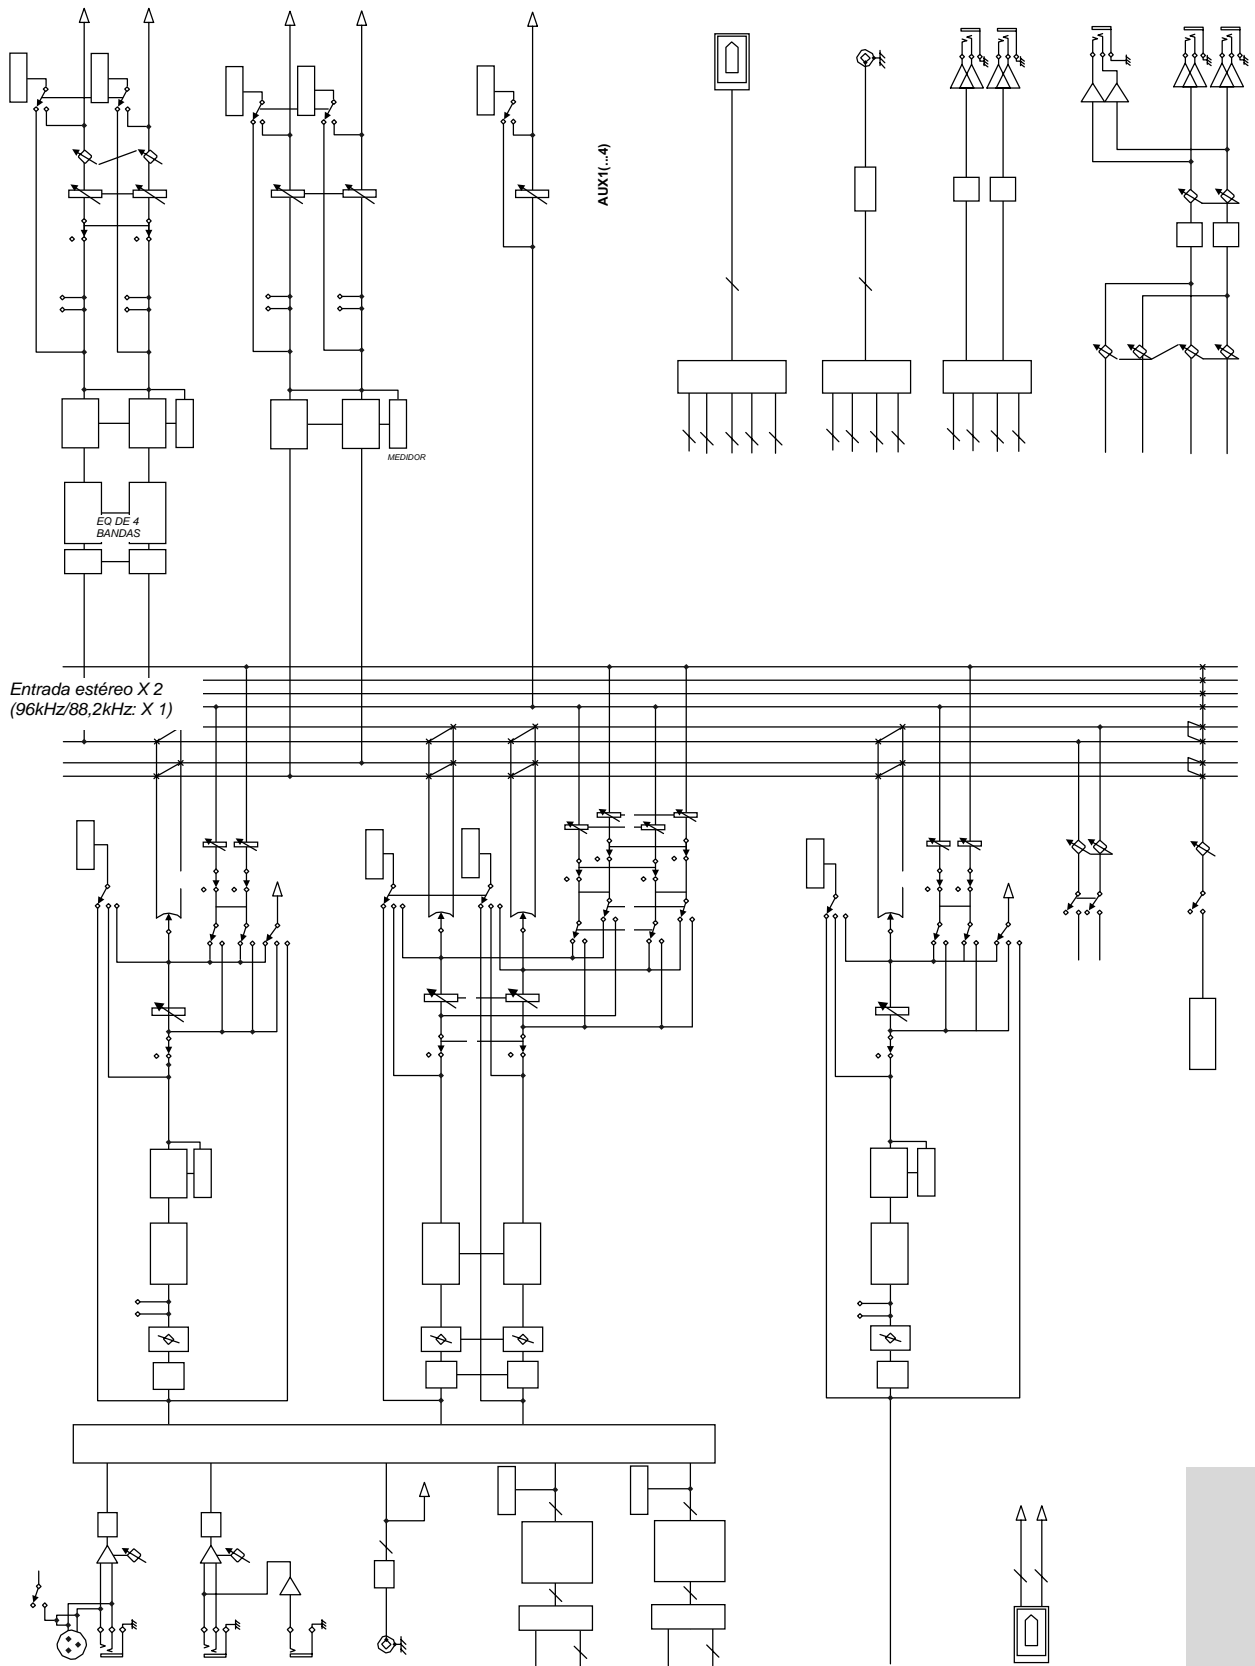 AUX1(...4)
MEDIDOR
EQ DE 4
BANDAS
Entrada estéreo X 2
(96kHz/88,2kHz: X 1)